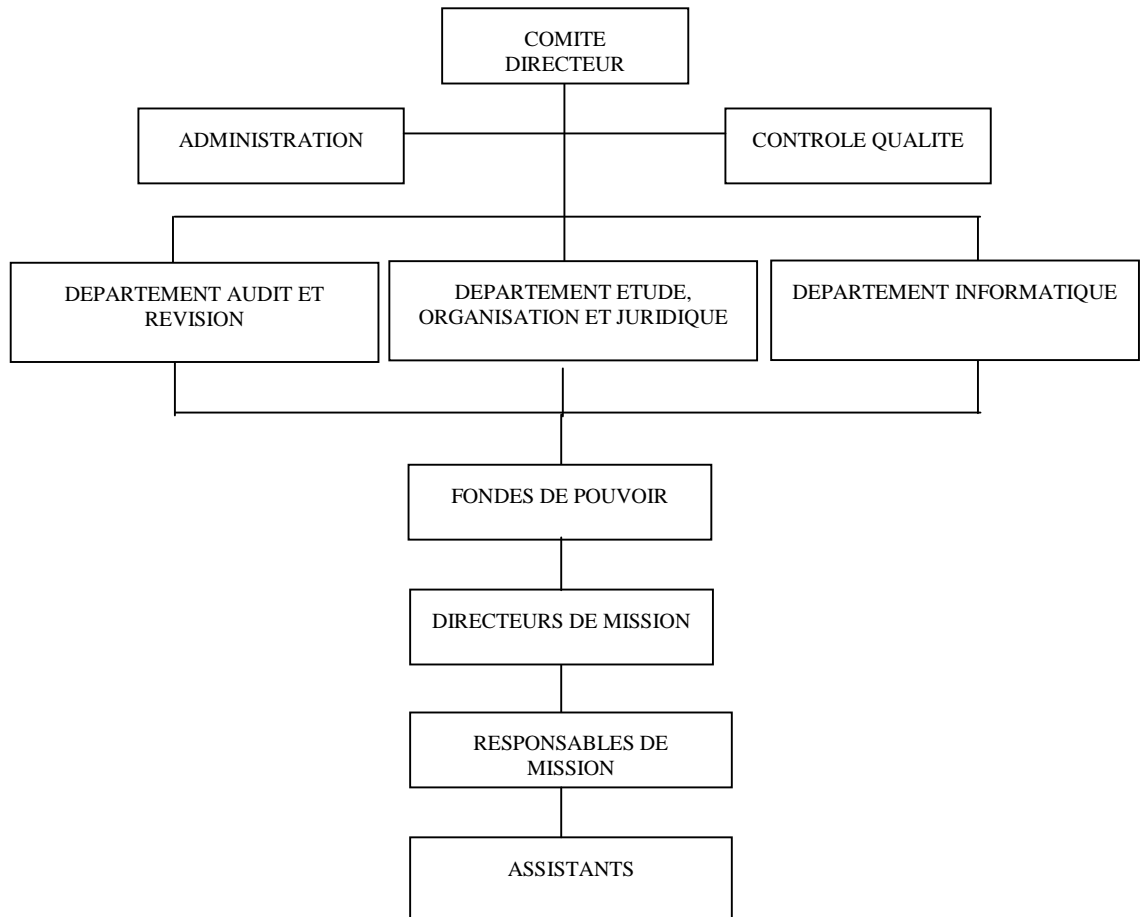 COMITE
DIRECTEUR
ADMINISTRATION
CONTROLE QUALITE
DEPARTEMENT AUDIT ET
REVISION
DEPARTEMENT ETUDE,
ORGANISATION ET JURIDIQUE
DEPARTEMENT INFORMATIQUE
FONDES DE POUVOIR
DIRECTEURS DE MISSION
RESPONSABLES DE
MISSION
ASSISTANTS